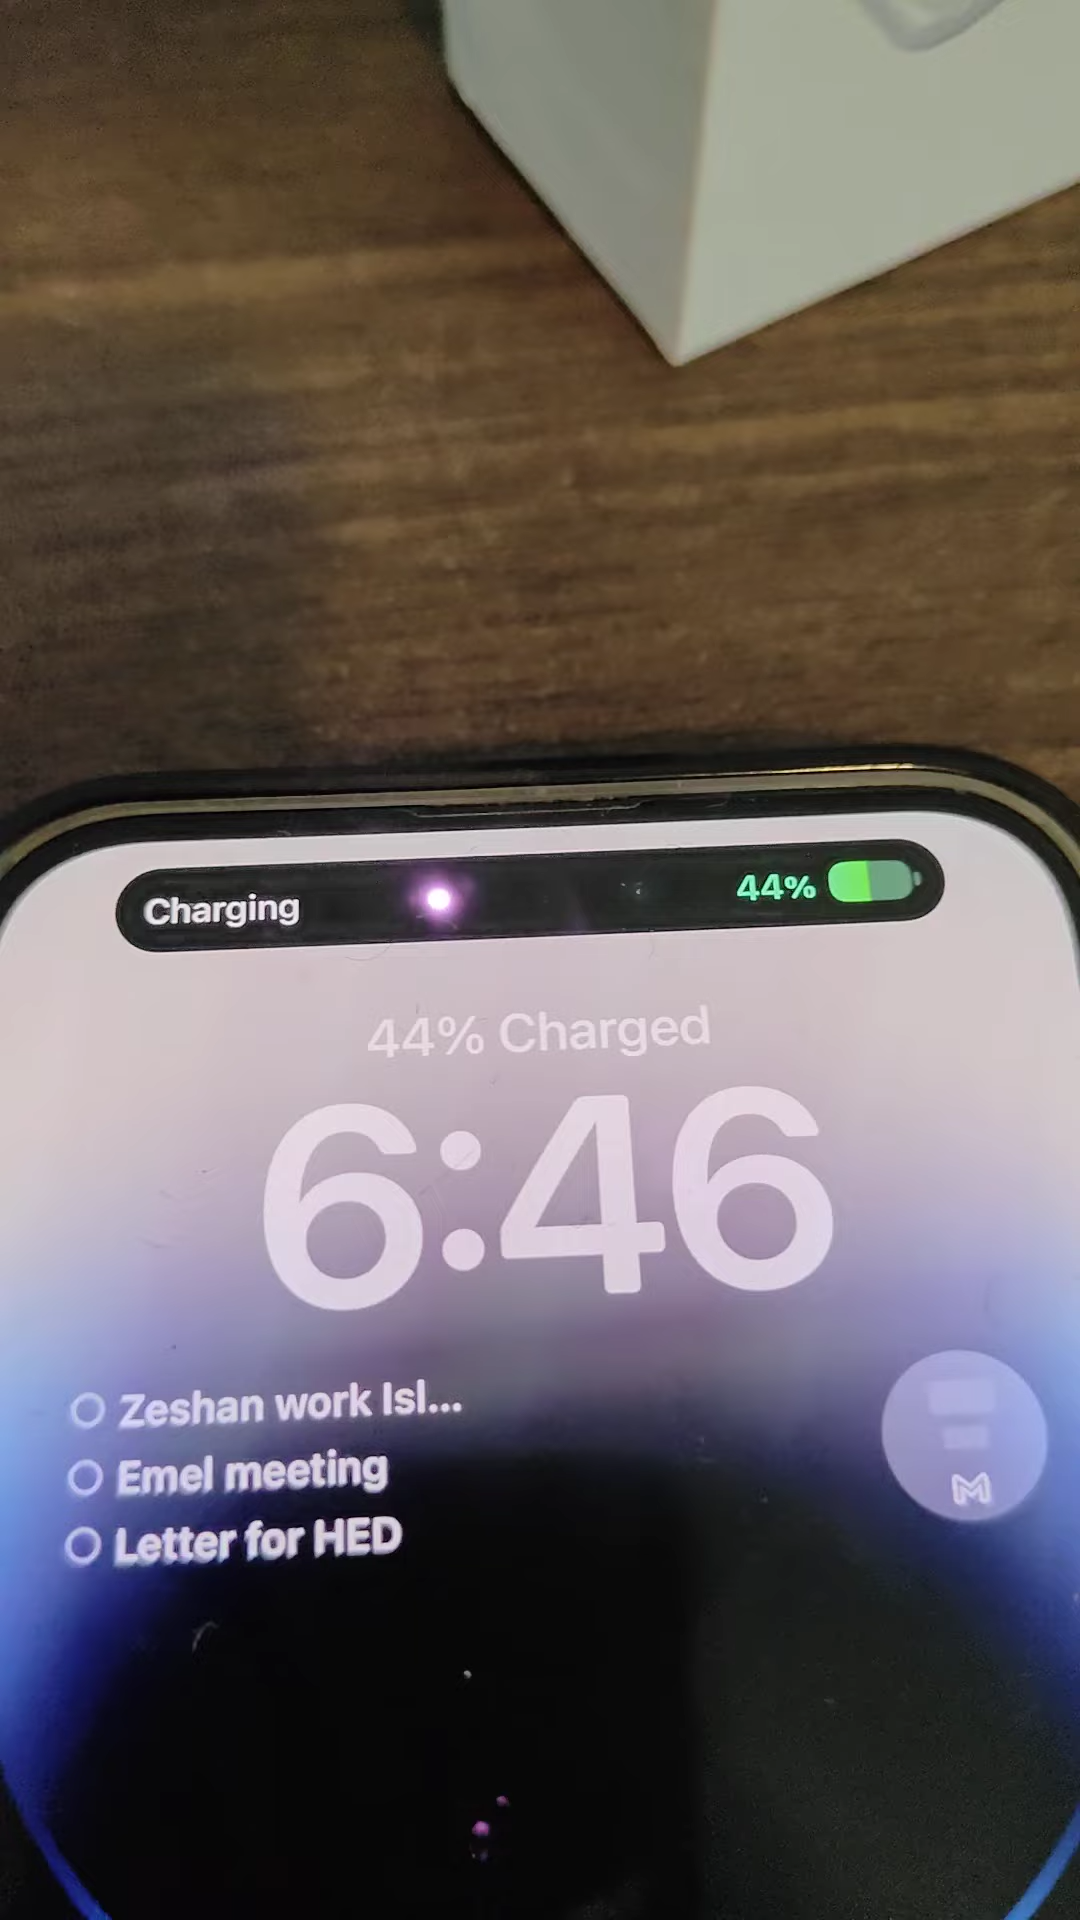 Charging 44%
44% Charged
6:46
Zeshan work Isl...
Emel meeting
Letter for HED